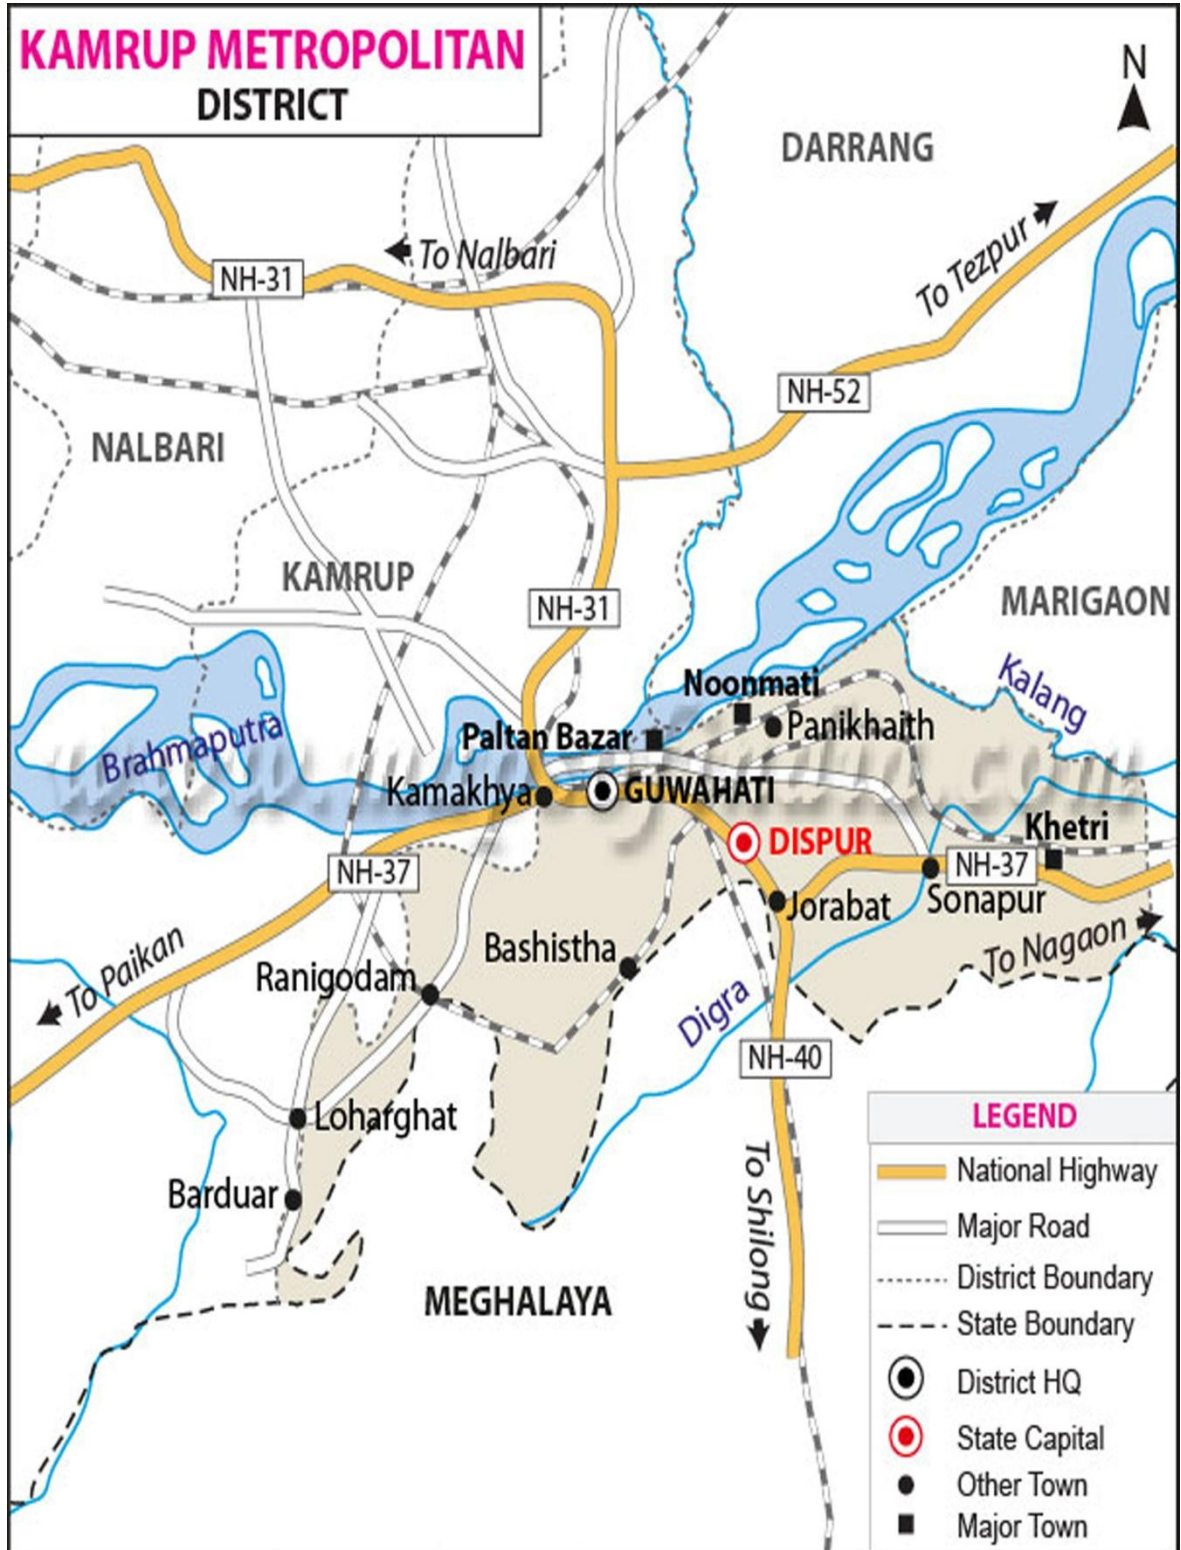 KAMRUP METROPOLITAN
DISTRICT
N
DARRANG
To Nalbari
NH-31
To Tezpur
NH-52
NALBARI
KAMRUP
NH-31
MARIGAON
Kalang
Noonmati
Panikhaith
Brahmaputra
Paltan Bazar
Kamakhya
GUWAHATI
DISPUR
Khetri
NH-37
NH-37
Jorabat
Sonapur
To Nagaon
To Paikan
Bashistha
Ranigodam
Digra
NH-40
Loharghat
Barduar
To Shilong
MEGHALAYA
LEGEND
National Highway
Major Road
District Boundary
State Boundary
District HQ
State Capital
Other Town
Major Town